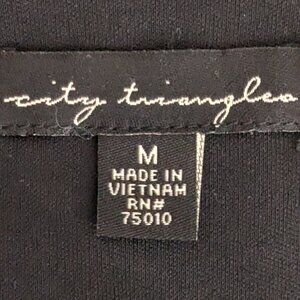 city triangles
M
MADE IN
VIETNAM
RN#
75010